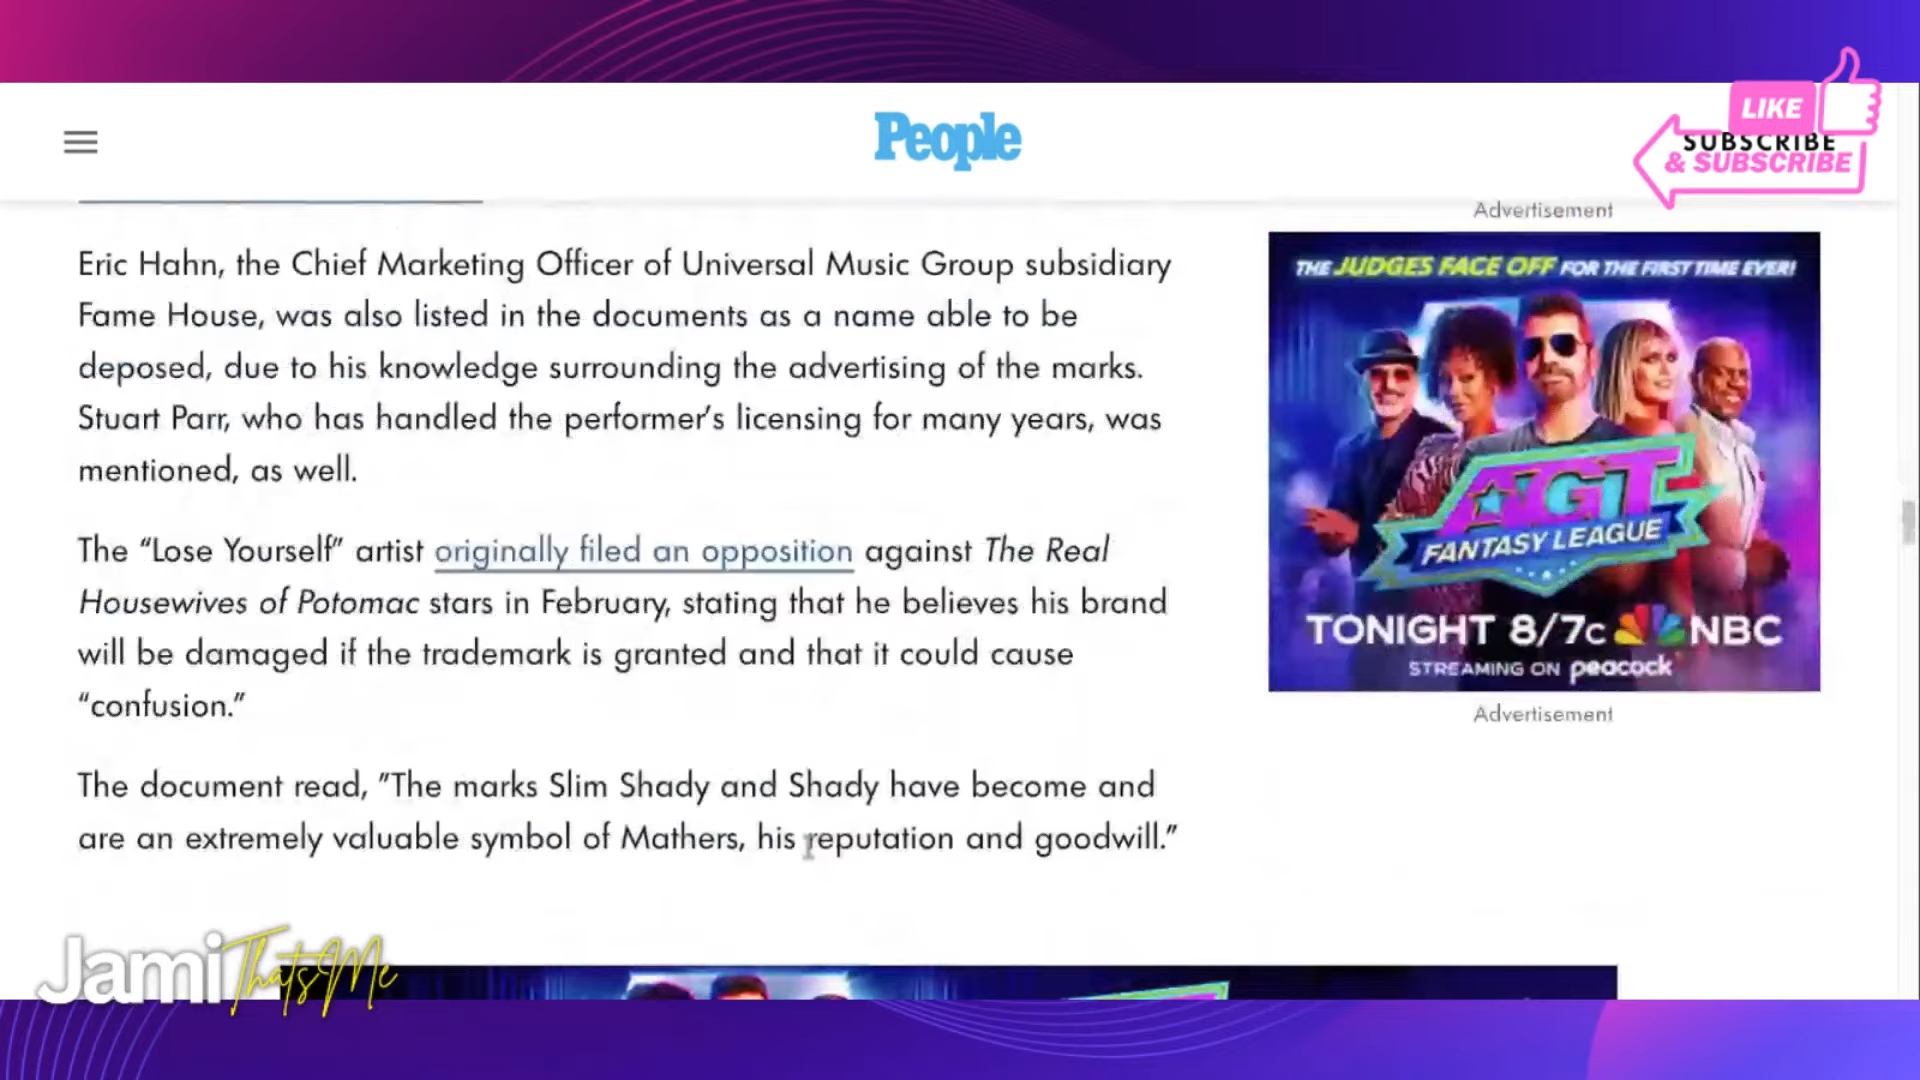 People
LIKE
SUBSCRIBE
& SUBSCRIBE
Advertisement
Eric Hahn, the Chief Marketing Officer of Universal Music Group subsidiary
Fame House, was also listed in the documents as a name able to be
deposed, due to his knowledge surrounding the advertising of the marks.
Stuart Parr, who has handled the performer’s licensing for many years, was
mentioned, as well.
The “Lose Yourself” artist originally filed an opposition against The Real
Housewives of Potomac stars in February, stating that he believes his brand
will be damaged if the trademark is granted and that it could cause
“confusion.”
The document read, ”The marks Slim Shady and Shady have become and
are an extremely valuable symbol of Mathers, his reputation and goodwill.”
THE JUDGES FACE OFF FOR THE FIRST TIME EVER!
AGT
FANTASY LEAGUE
TONIGHT 8/7c NBC
STREAMING ON peacock
Advertisement
Jami ThatsMe